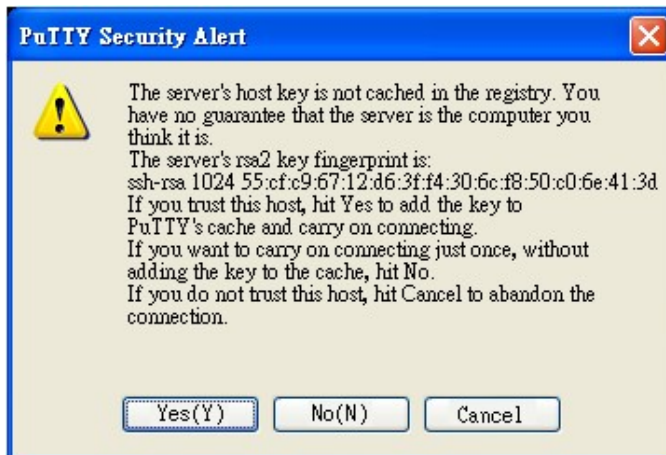 PuTTY Security Alert
The server's host key is not cached in the registry. You
have no guarantee that the server is the computer you
think it is.
The server's rsa2 key fingerprint is:
ssh-rsa 1024 55:cf:c9:67:12:d6:3f:f4:30:6c:f8:50:c0:6e:41:3d
If you trust this host, hit Yes to add the key to
PuTTY's cache and carry on connecting.
If you want to carry on connecting just once, without
adding the key to the cache, hit No.
If you do not trust this host, hit Cancel to abandon the
connection.
Yes(Y) No(N) Cancel